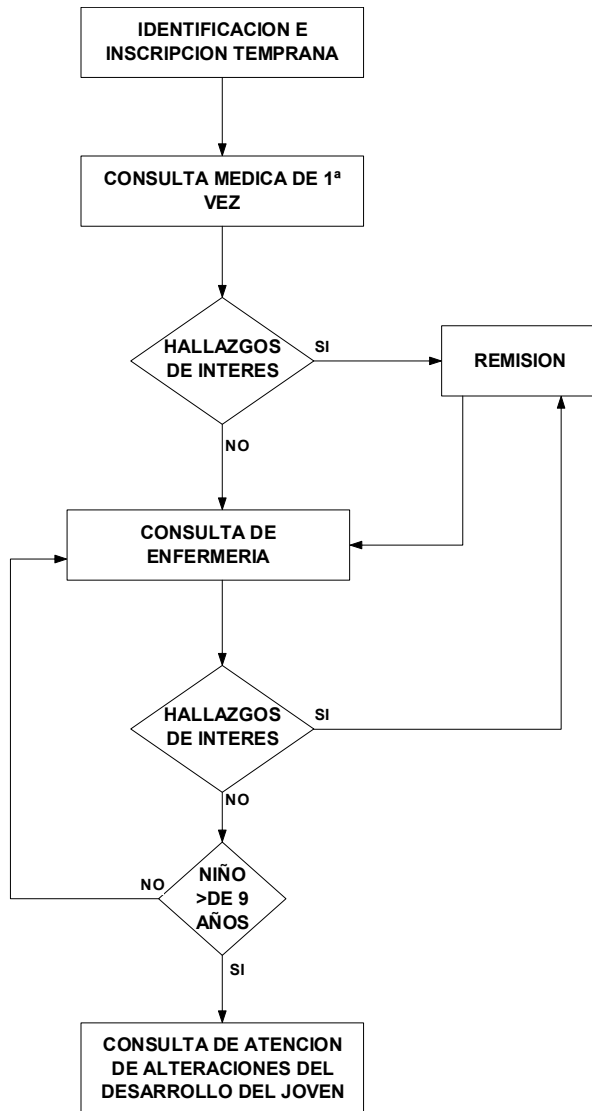 IDENTIFICACION E
INSCRIPCION TEMPRANA
CONSULTA MEDICA DE 1ª
VEZ
HALLAZGOS
DE INTERES
SI
REMISION
NO
CONSULTA DE
ENFERMERIA
HALLAZGOS
DE INTERES
SI
NO
NIÑO
>DE 9
AÑOS
NO
SI
CONSULTA DE ATENCION
DE ALTERACIONES DEL
DESARROLLO DEL JOVEN